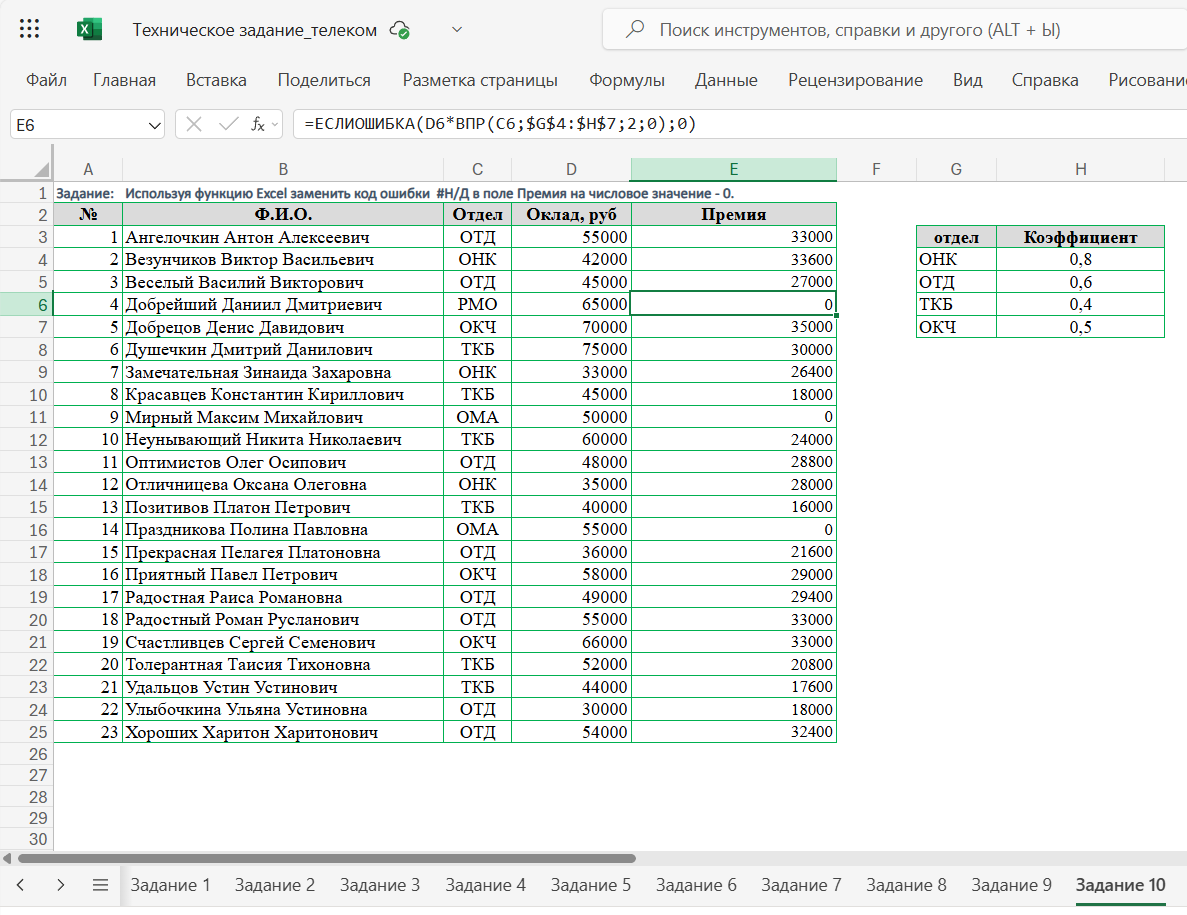 Техническое задание_телеком
Поиск инструментов, справки и другого (ALT + Ы)
Файл Главная Вставка Поделиться Разметка страницы Формулы Данные Рецензирование Вид Справка Рисовани
E6 fx =ЕСЛИОШИБКА(D6*ВПР(C6;$G$4:$H$7;2;0);0)
A B C D E F G H
1 Задание: Используя функцию Excel заменить код ошибки #Н/Д в поле Премия на числовое значение - 0.
2 № Ф.И.О. Отдел Оклад, руб Премия
3 1 Ангелочкин Антон Алексеевич ОТД 55000 33000 отдел Коэффициент
4 2 Везунчиков Виктор Васильевич ОНК 42000 33600 ОНК 0,8
5 3 Веселый Василий Викторович ОТД 45000 27000 ОТД 0,6
6 4 Добрейший Даниил Дмитриевич РМО 65000 0 ТКБ 0,4
7 5 Добрецов Денис Давидович ОКЧ 70000 35000 ОКЧ 0,5
8 6 Душечкин Дмитрий Данилович ТКБ 75000 30000
9 7 Замечательная Зинаида Захаровна ОНК 33000 26400
10 8 Красавцев Константин Кириллович ТКБ 45000 18000
11 9 Мирный Максим Михайлович ОМА 50000 0
12 10 Неунывающий Никита Николаевич ТКБ 60000 24000
13 11 Оптимистов Олег Осипович ОТД 48000 28800
14 12 Отличницева Оксана Олеговна ОНК 35000 28000
15 13 Позитивов Платон Петрович ТКБ 40000 16000
16 14 Праздникова Полина Павловна ОМА 55000 0
17 15 Прекрасная Пелагея Платоновна ОТД 36000 21600
18 16 Приятный Павел Петрович ОКЧ 58000 29000
19 17 Радостная Раиса Романовна ОТД 49000 29400
20 18 Радостный Роман Русланович ОТД 55000 33000
21 19 Счастливцев Сергей Семенович ОКЧ 66000 33000
22 20 Толерантная Таисия Тихоновна ТКБ 52000 20800
23 21 Удальцов Устин Устинович ТКБ 44000 17600
24 22 Улыбочкина Ульяна Устиновна ОТД 30000 18000
25 23 Хороших Харитон Харитонович ОТД 54000 32400
26
27
28
29
30
Задание 1 Задание 2 Задание 3 Задание 4 Задание 5 Задание 6 Задание 7 Задание 8 Задание 9 Задание 10